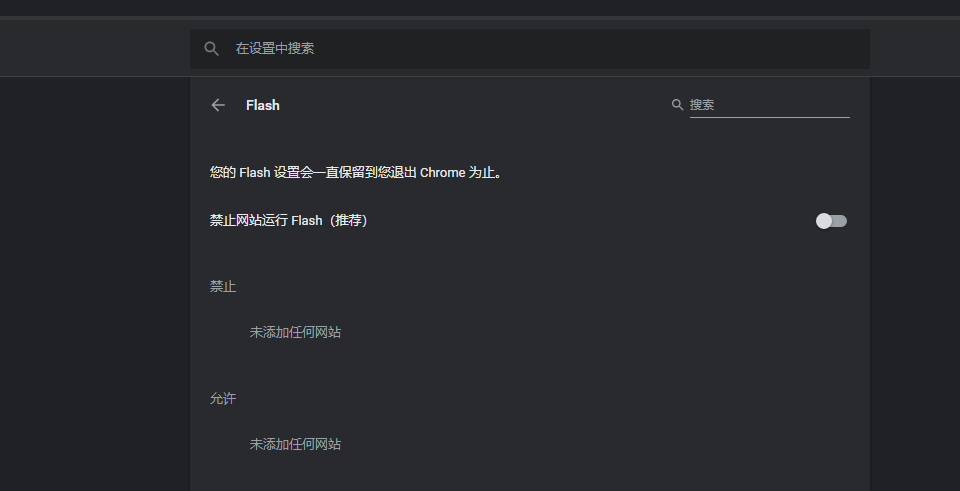 在设置中搜索
Flash
搜索
您的 Flash 设置会一直保留到您退出 Chrome 为止。
禁止网站运行 Flash（推荐）
禁止
未添加任何网站
允许
未添加任何网站